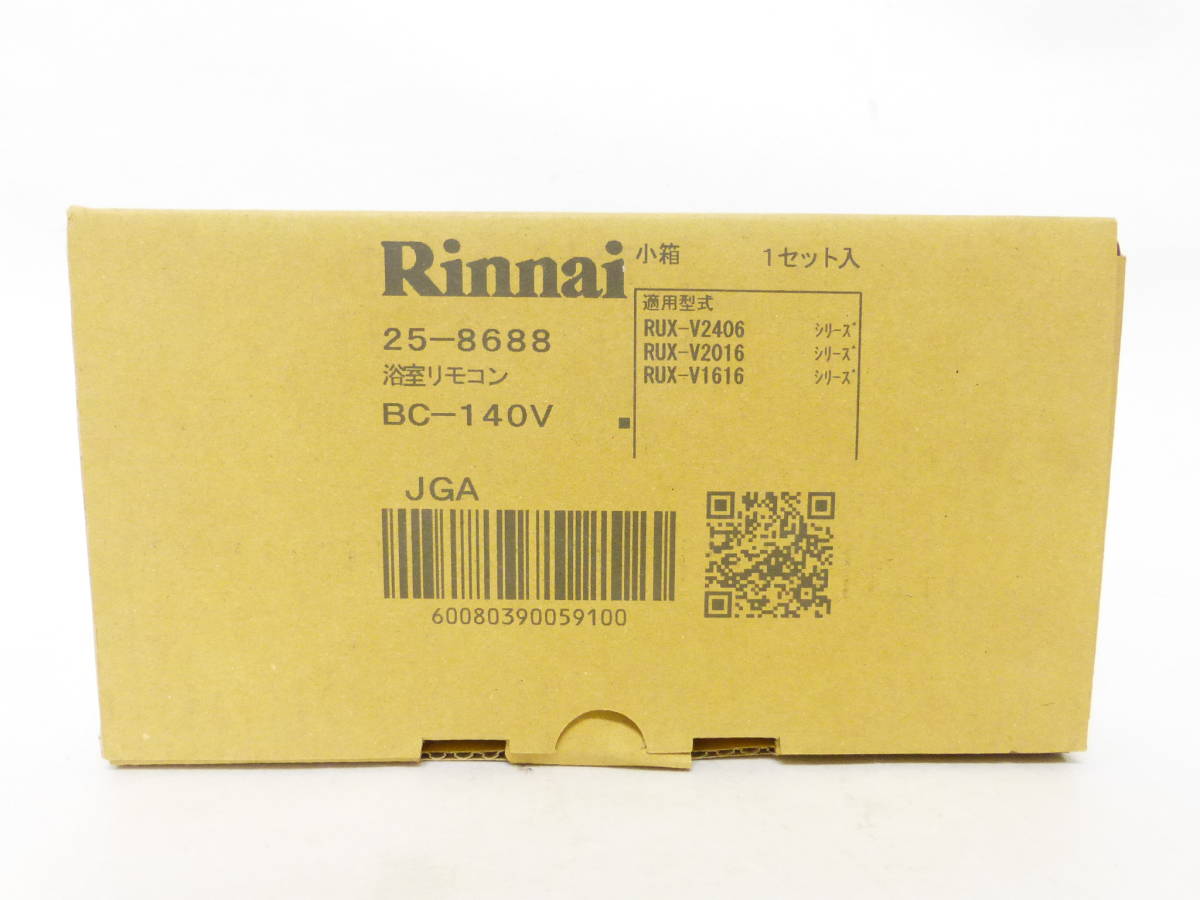 Rinnai
小箱 1セット入
25-8688
浴室リモコン
BC-140V
適用型式
RUX-V2406 シリーズ
RUX-V2016 シリーズ
RUX-V1616 シリーズ
JGA
60080390059100